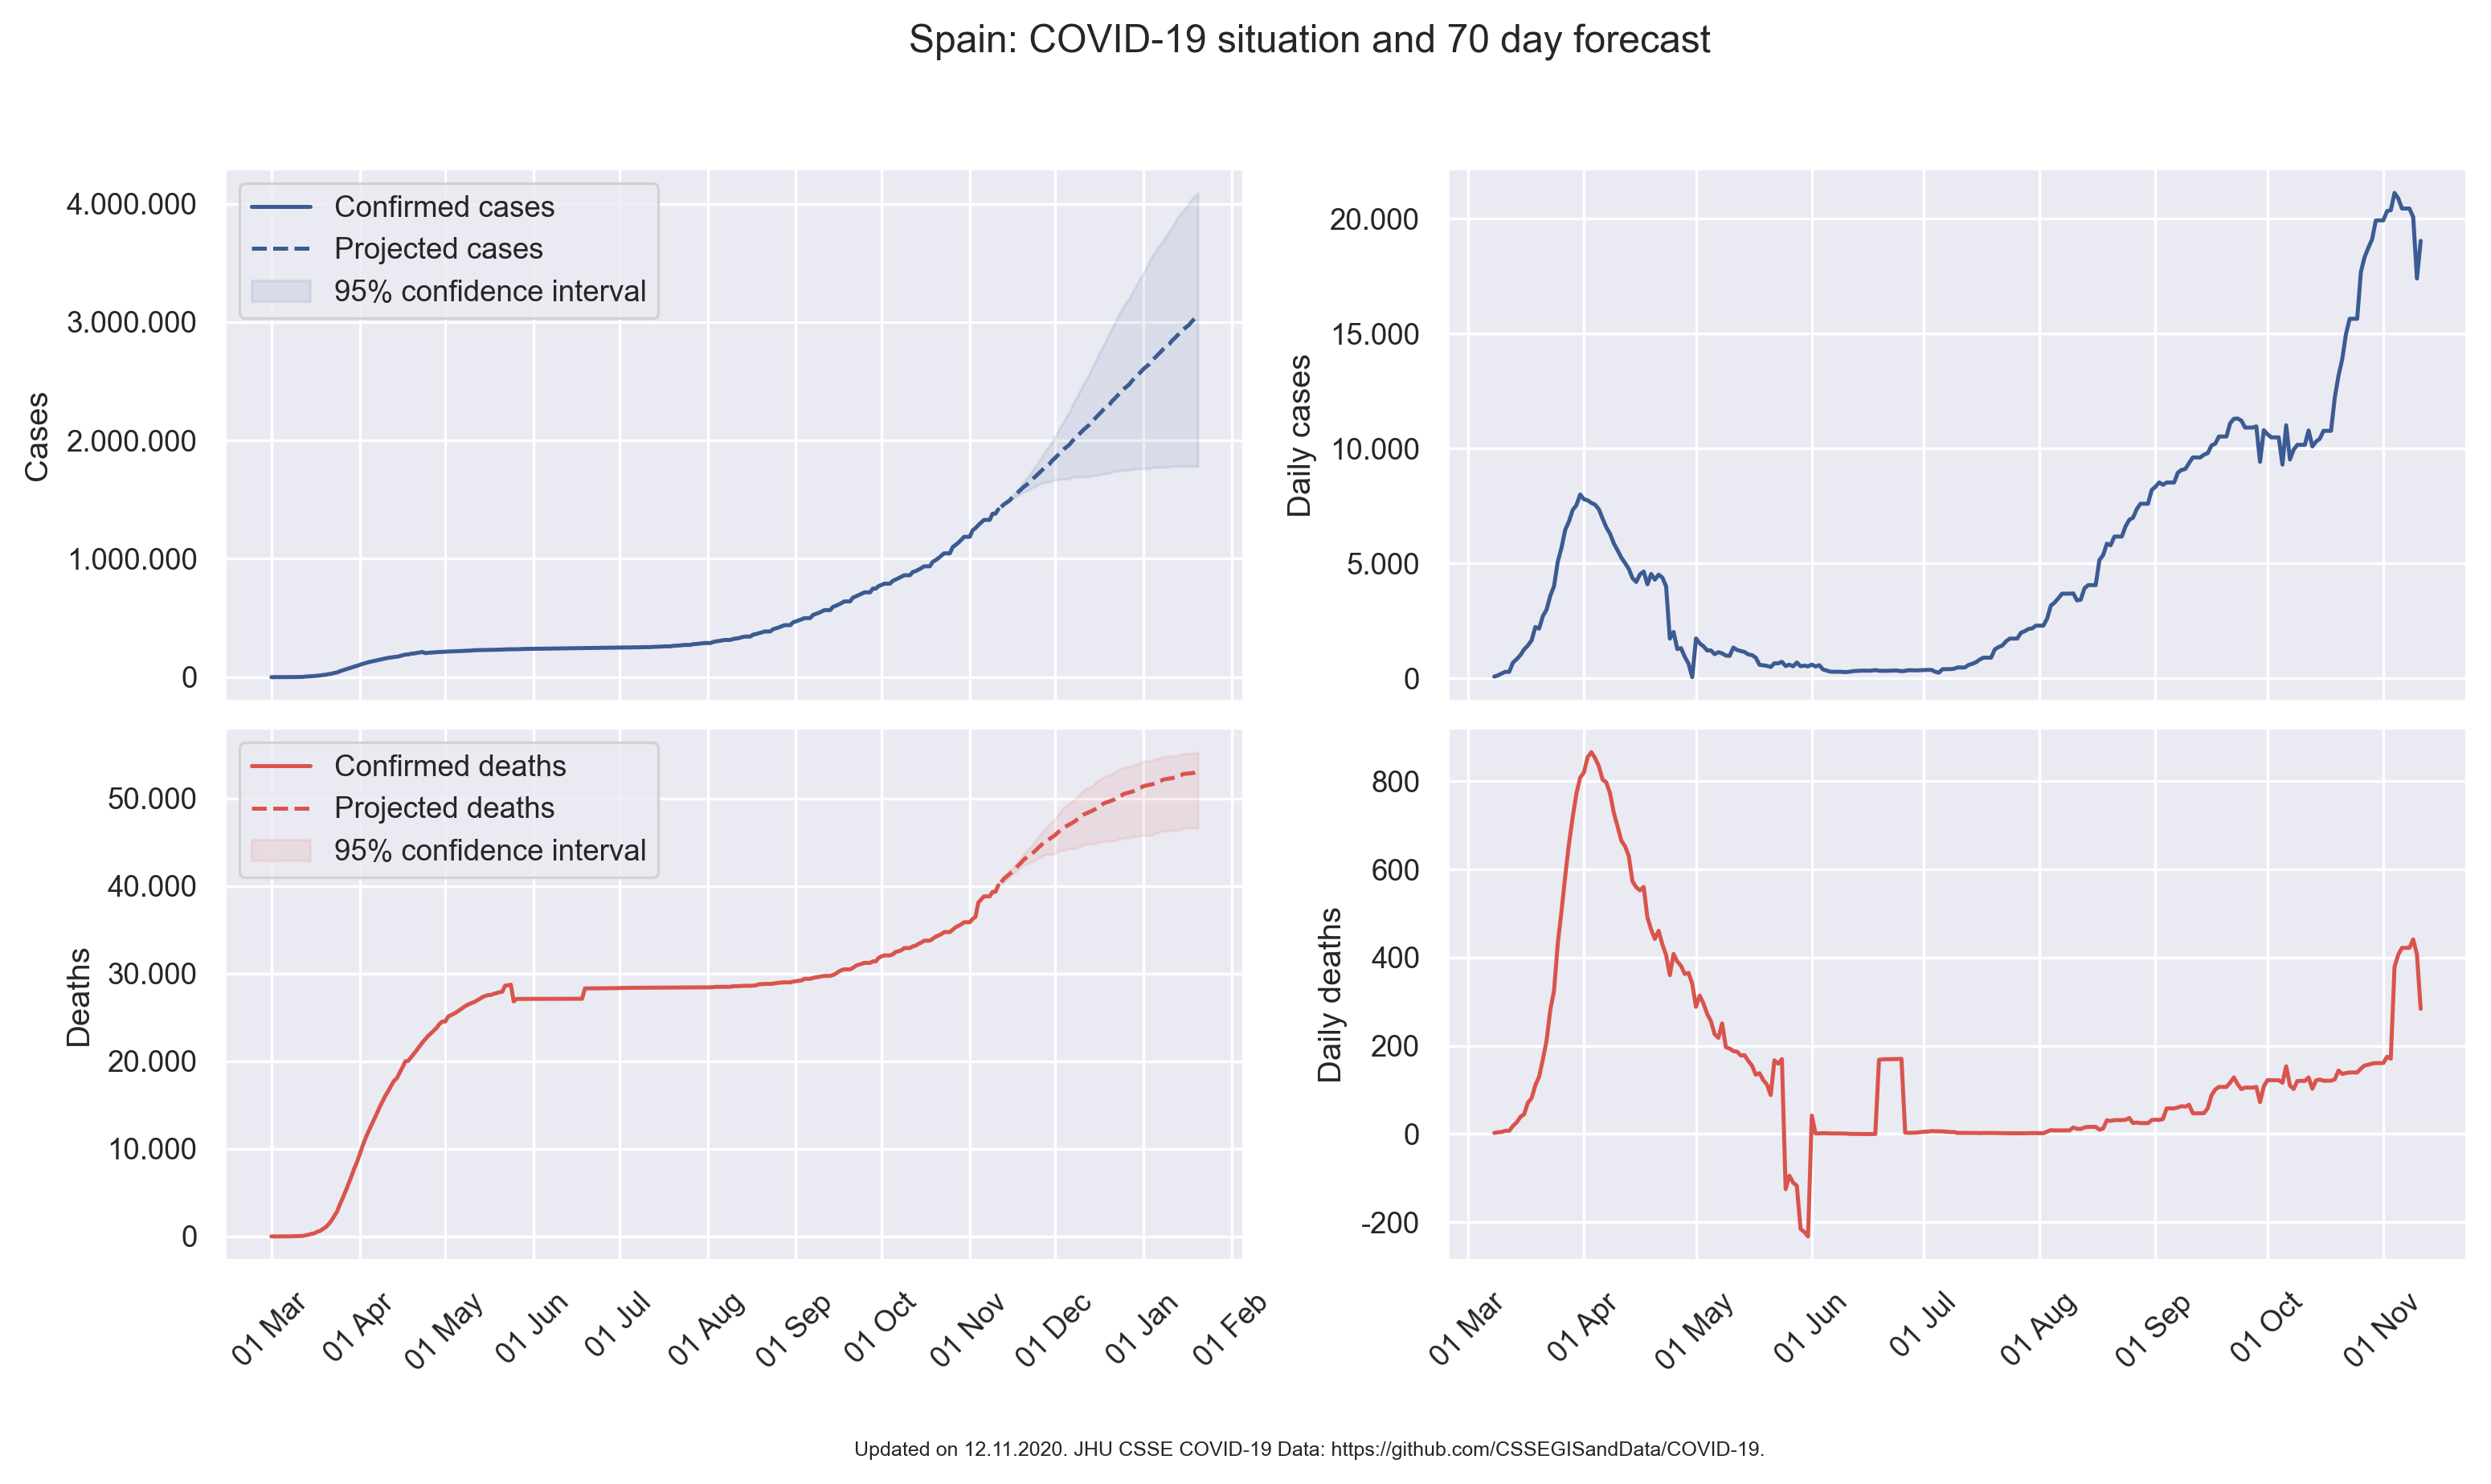 Spain: COVID-19 situation and 70 day forecast
4.000.000
3.000.000
2.000.000
1.000.000
0
Cases
Confirmed cases
Projected cases
95% confidence interval
20.000
15.000
10.000
5.000
0
Daily cases
50.000
40.000
30.000
20.000
10.000
0
Deaths
Confirmed deaths
Projected deaths
95% confidence interval
01 Mar
01 Apr
01 May
01 Jun
01 Jul
01 Aug
01 Sep
01 Oct
01 Nov
01 Dec
01 Jan
01 Feb
800
600
400
200
0
-200
Daily deaths
01 Mar
01 Apr
01 May
01 Jun
01 Jul
01 Aug
01 Sep
01 Oct
01 Nov
Updated on 12.11.2020. JHU CSSE COVID-19 Data: https://github.com/CSSEGISandData/COVID-19.